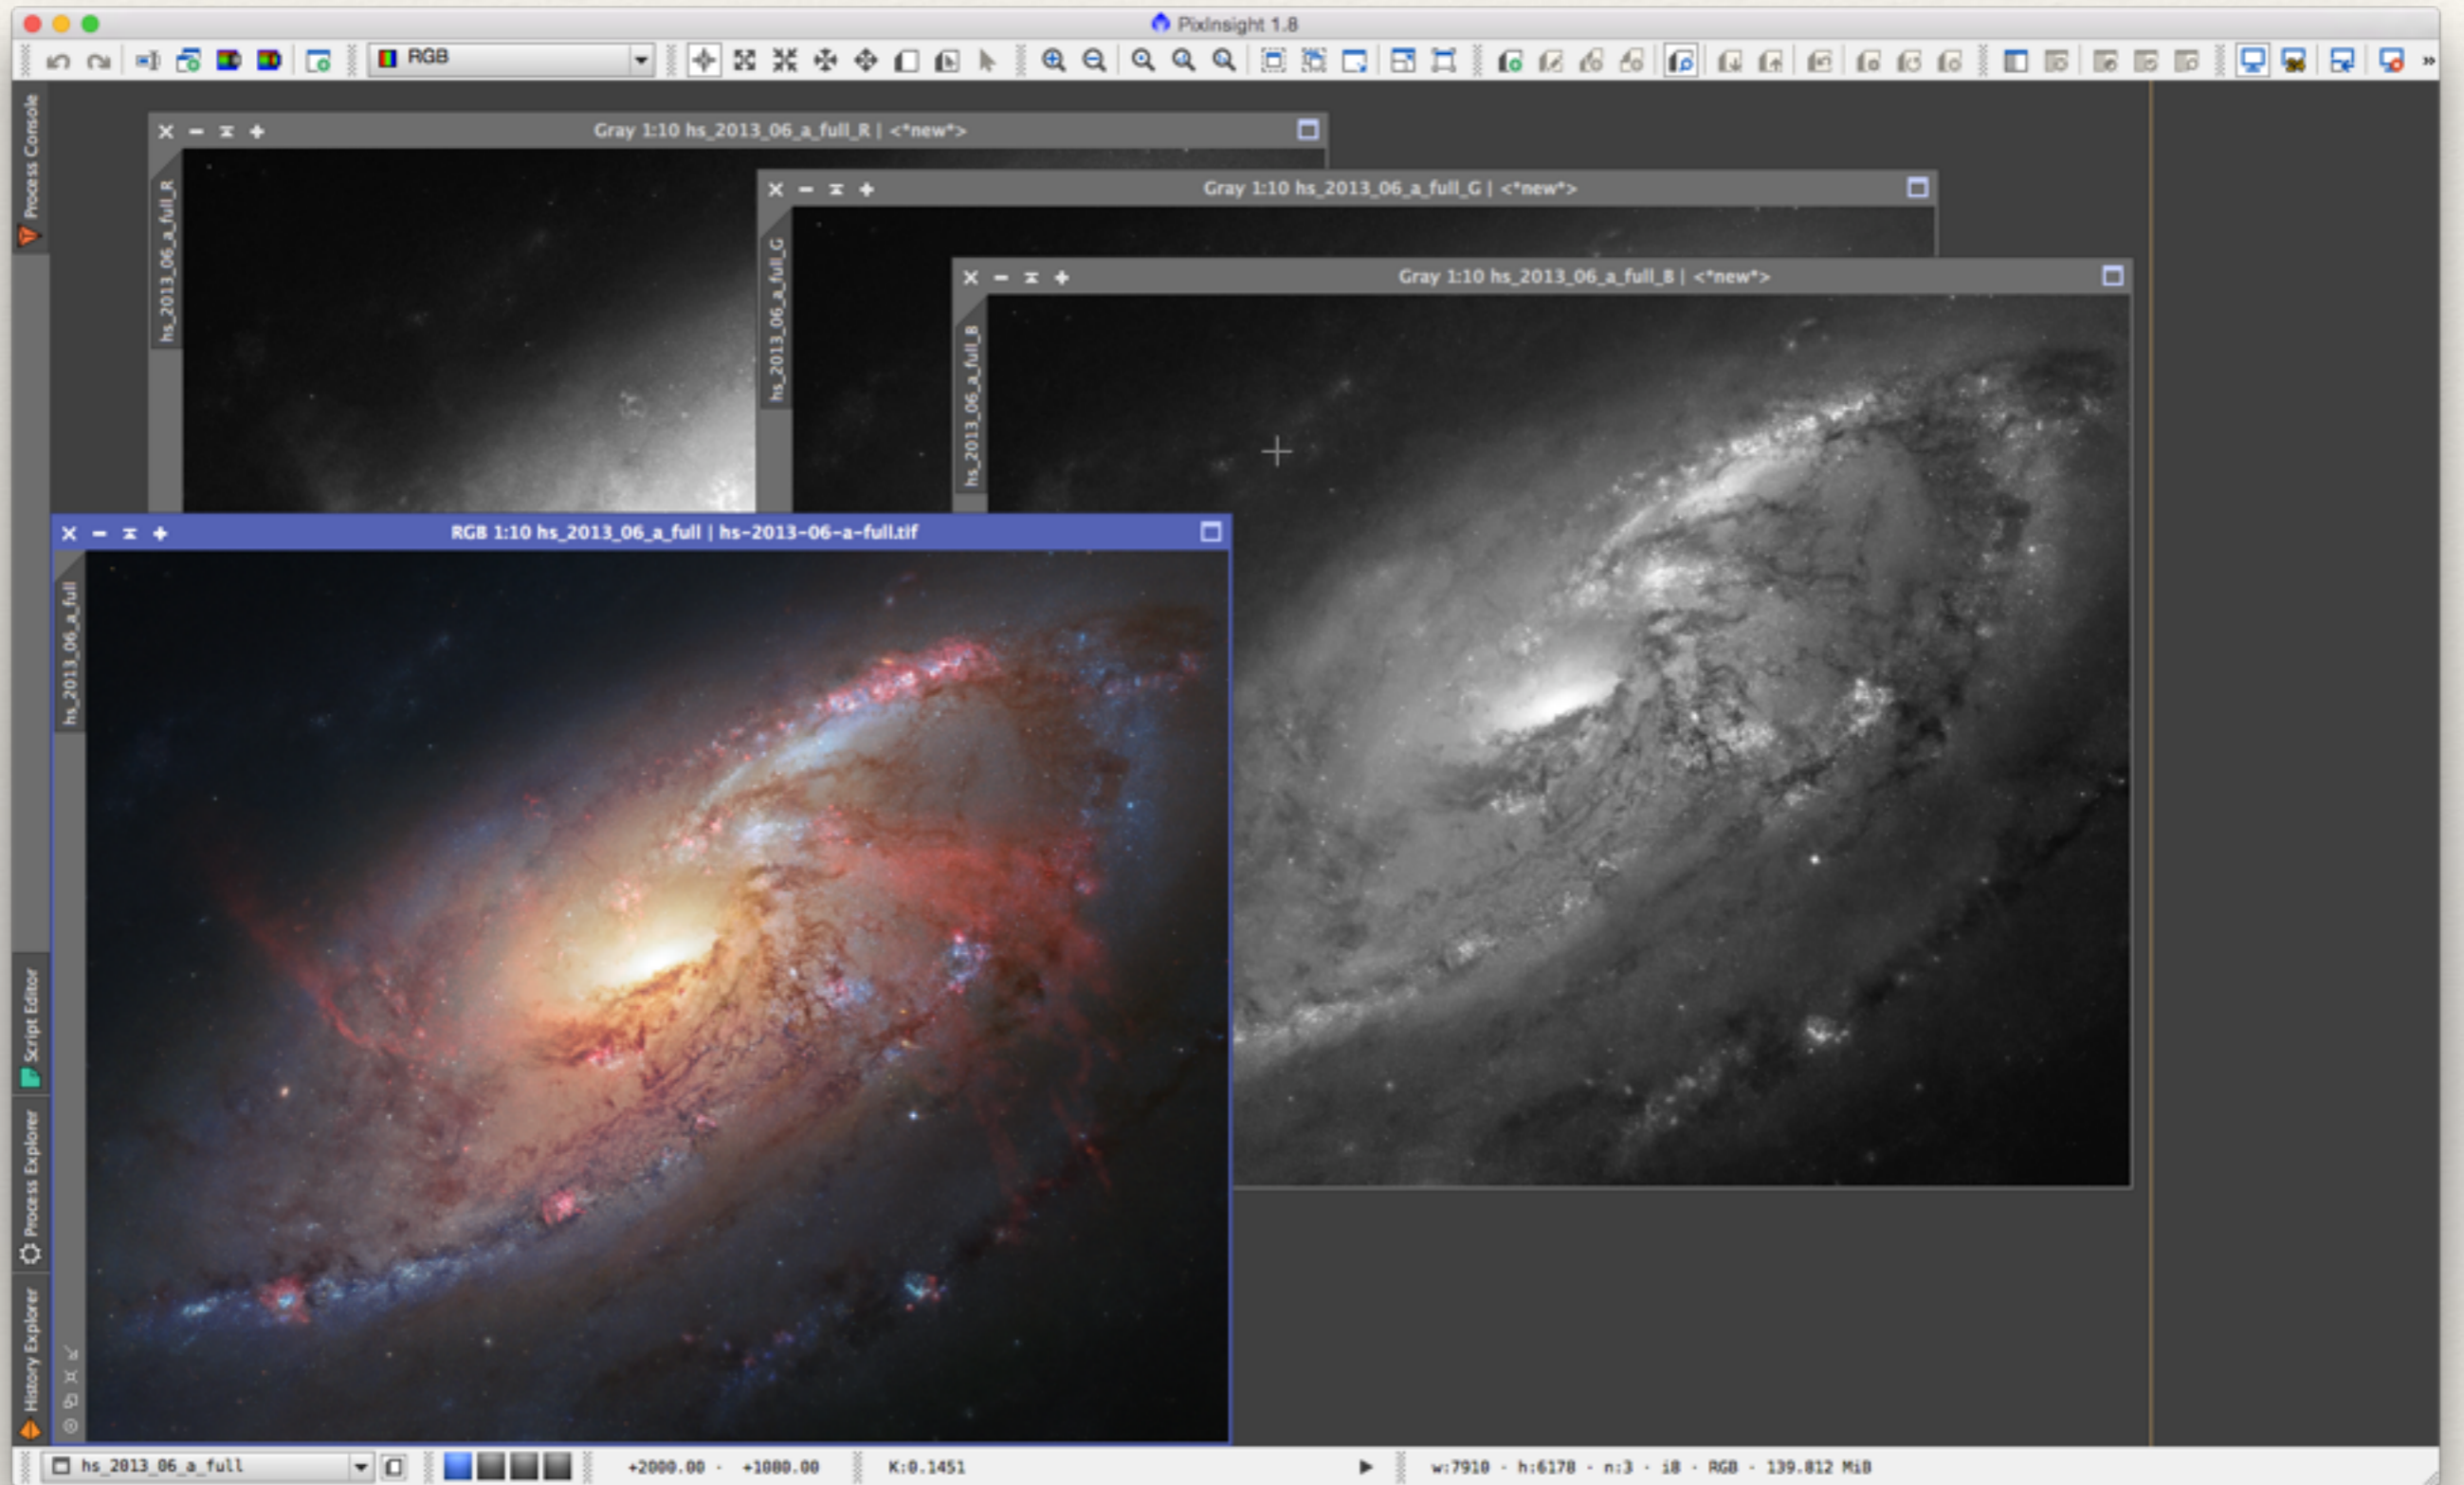 PixInsight 1.8
RGB
Process Console
Gray 1:10 hs_2013_06_a_full_R | <*new*>
hs_2013_06_a_full_R
Gray 1:10 hs_2013_06_a_full_G | <*new*>
hs_2013_06_a_full_G
Gray 1:10 hs_2013_06_a_full_B | <*new*>
hs_2013_06_a_full_B
RGB 1:10 hs_2013_06_a_full | hs-2013-06-a-full.tif
hs_2013_06_a_full
Script Editor
Process Explorer
History Explorer
hs_2013_06_a_full
+2000.00 · +1080.00
K:0.1451
w:7910 · h:6178 · n:3 · i8 · RGB · 139.812 MiB